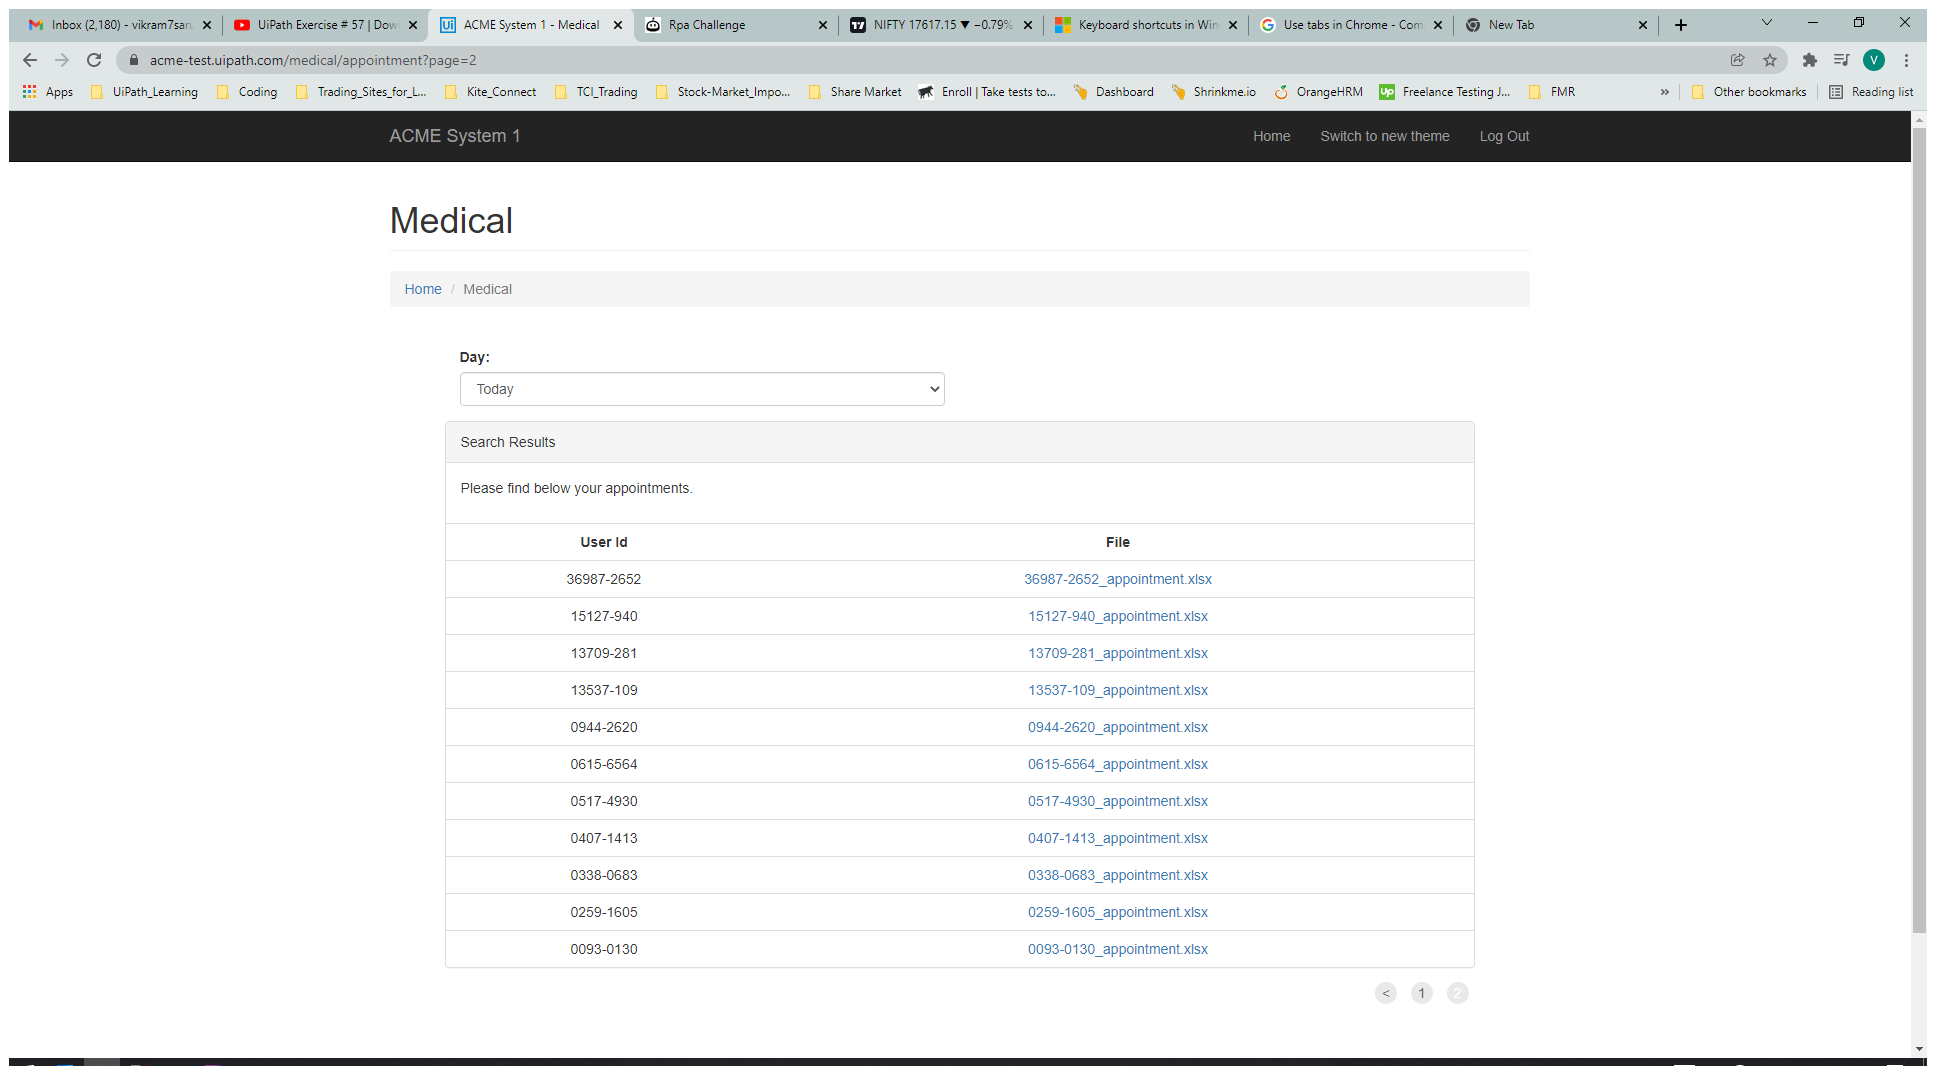 Inbox (2,180) - vikram7saru
UiPath Exercise # 57 | Dow
ACME System 1 - Medical
Rpa Challenge
NIFTY 17617.15 ▼ −0.79%
Keyboard shortcuts in Win
Use tabs in Chrome - Com
New Tab
acme-test.uipath.com/medical/appointment?page=2
V
Apps
UiPath_Learning
Coding
Trading_Sites_for_L...
Kite_Connect
TCI_Trading
Stock-Market_Impo...
Share Market
Enroll | Take tests to...
Dashboard
Shrinkme.io
OrangeHRM
Up Freelance Testing J...
FMR
»
Other bookmarks
Reading list
ACME System 1
Home
Switch to new theme
Log Out
Medical
Home / Medical
Day:
Today
Search Results
Please find below your appointments.
User Id File
36987-2652 36987-2652_appointment.xlsx
15127-940 15127-940_appointment.xlsx
13709-281 13709-281_appointment.xlsx
13537-109 13537-109_appointment.xlsx
0944-2620 0944-2620_appointment.xlsx
0615-6564 0615-6564_appointment.xlsx
0517-4930 0517-4930_appointment.xlsx
0407-1413 0407-1413_appointment.xlsx
0338-0683 0338-0683_appointment.xlsx
0259-1605 0259-1605_appointment.xlsx
0093-0130 0093-0130_appointment.xlsx
< 1 2